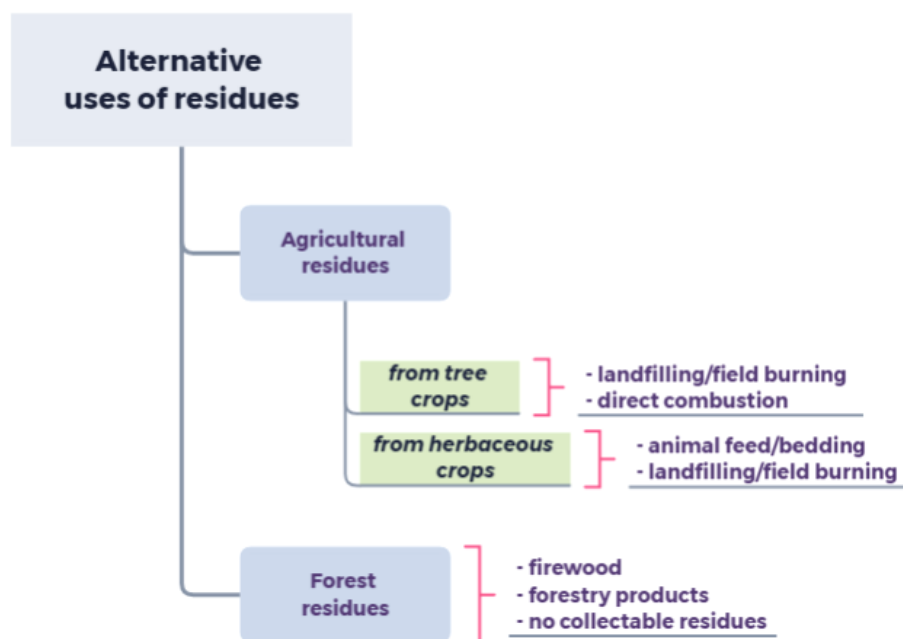 Alternative
uses of residues
Agricultural
residues
from tree
crops
- landfilling/field burning
- direct combustion
from herbaceous
crops
- animal feed/bedding
- landfilling/field burning
Forest
residues
- firewood
- forestry products
- no collectable residues